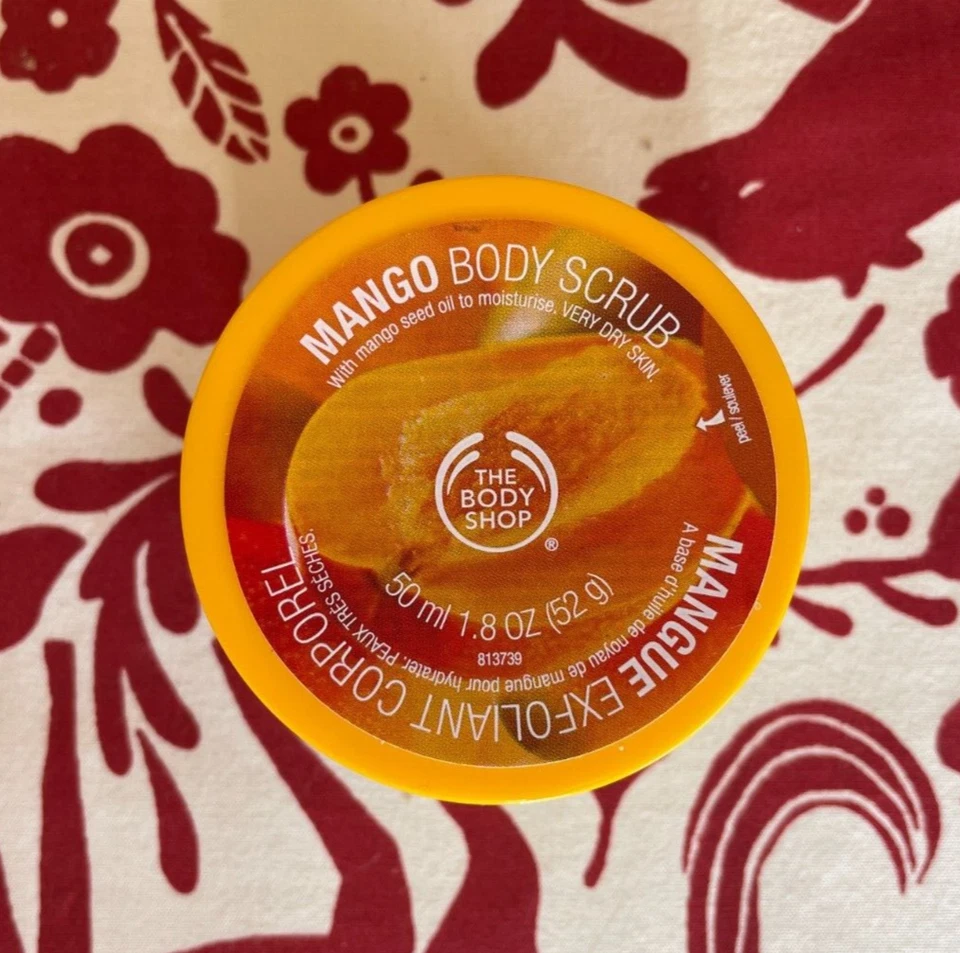 MANGO BODY SCRUB
With mango seed oil to moisturise. VERY DRY SKIN.
peel / soulever
THE
BODY
SHOP
®
50 ml 1.8 OZ (52 g)
813739
MANGUE EXFOLIANT CORPOREL
A base d'huile de noyau de mangue pour hydrater. PEAUX TRÈS SÈCHES.